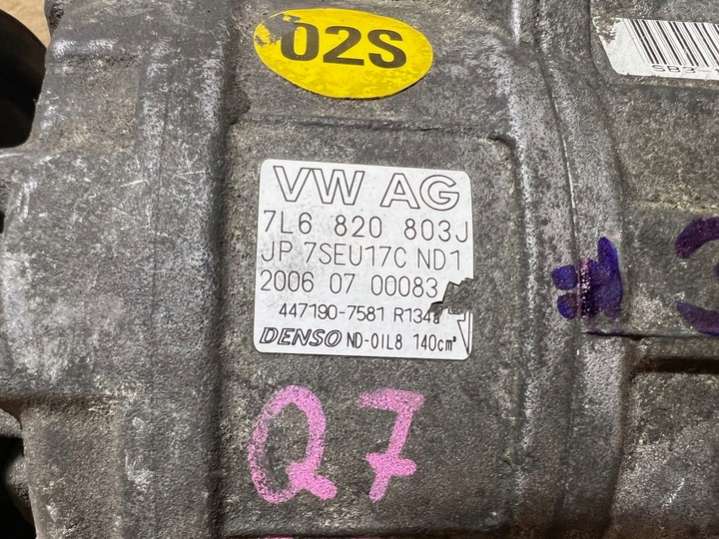 02S
VW AG
7L6 820 803J
JP 7SEU17C ND1
2006 07 00083
447190-7581 R134a
DENSO ND-OIL8 140cm³
Q7